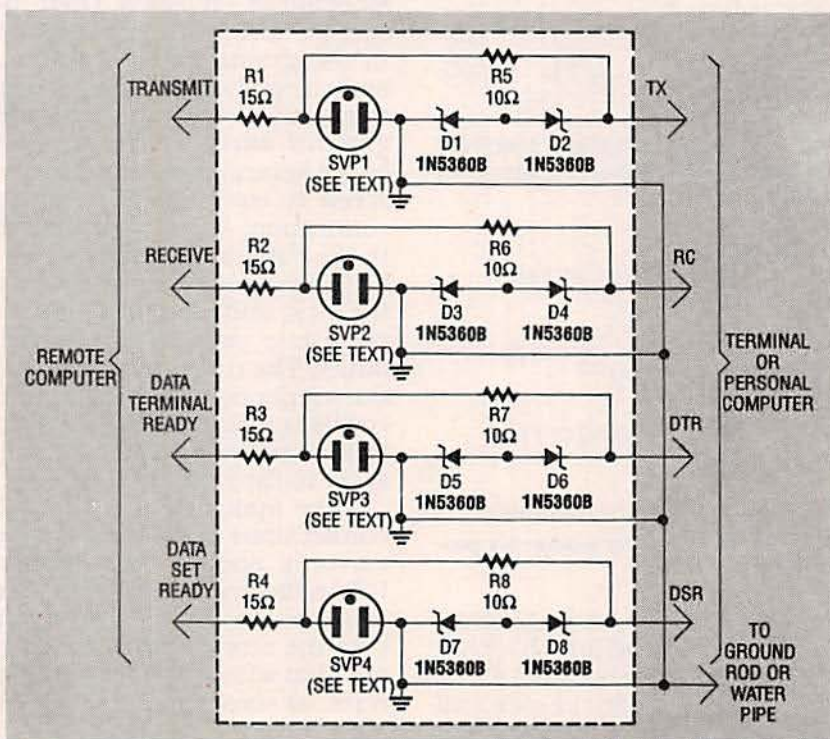 TRANSMIT
R1
15Ω
SVP1
(SEE TEXT)
R5
10Ω
D1
1N5360B
D2
1N5360B
TX
RECEIVE
R2
15Ω
SVP2
(SEE TEXT)
R6
10Ω
D3
1N5360B
D4
1N5360B
RC
REMOTE
COMPUTER
TERMINAL
OR
PERSONAL
COMPUTER
DATA
TERMINAL
READY
R3
15Ω
SVP3
(SEE TEXT)
R7
10Ω
D5
1N5360B
D6
1N5360B
DTR
DATA
SET
READY
R4
15Ω
SVP4
(SEE TEXT)
R8
10Ω
D7
1N5360B
D8
1N5360B
DSR
TO
GROUND
ROD OR
WATER
PIPE